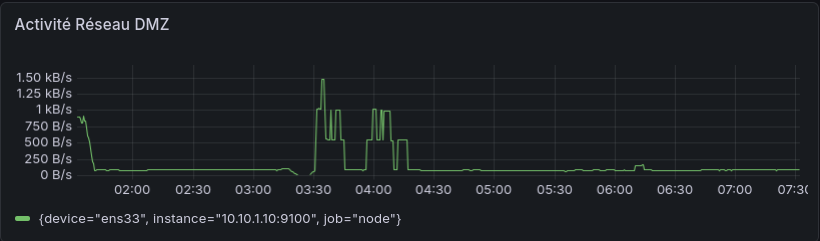 Activité Réseau DMZ
1.50 kB/s
1.25 kB/s
1 kB/s
750 B/s
500 B/s
250 B/s
0 B/s
02:00 02:30 03:00 03:30 04:00 04:30 05:00 05:30 06:00 06:30 07:00 07:30
{device="ens33", instance="10.10.1.10:9100", job="node"}